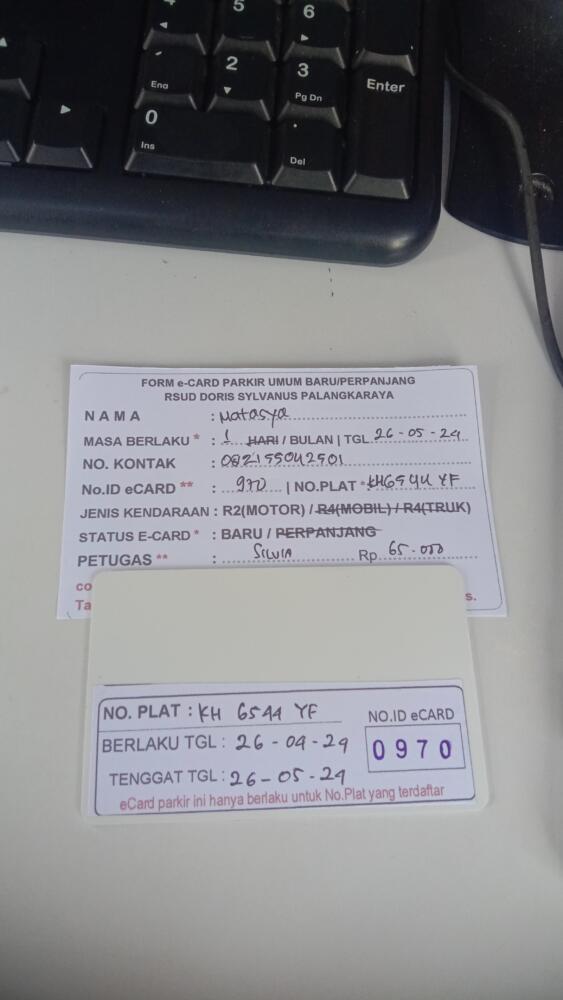 5
6
2
3
Enter
End
Pg Dn
0
Ins
.
Del
FORM e-CARD PARKIR UMUM BARU/PERPANJANG
RSUD DORIS SYLVANUS PALANGKARAYA
NAMA : Natasya
MASA BERLAKU * : 1 HARI / BULAN | TGL 26-05-24
NO. KONTAK : 082155042501
No.ID eCARD ** : 970 | NO.PLAT * KH6544 YF
JENIS KENDARAAN : R2(MOTOR) / R4(MOBIL) / R4(TRUK)
STATUS E-CARD * : BARU / PERPANJANG
PETUGAS ** : SILVIA Rp. 65.000
co
Ta s.
NO. PLAT : KH 6544 YF
NO.ID eCARD
BERLAKU TGL : 26-04-24
0970
TENGGAT TGL : 26-05-24
eCard parkir ini hanya berlaku untuk No.Plat yang terdaftar